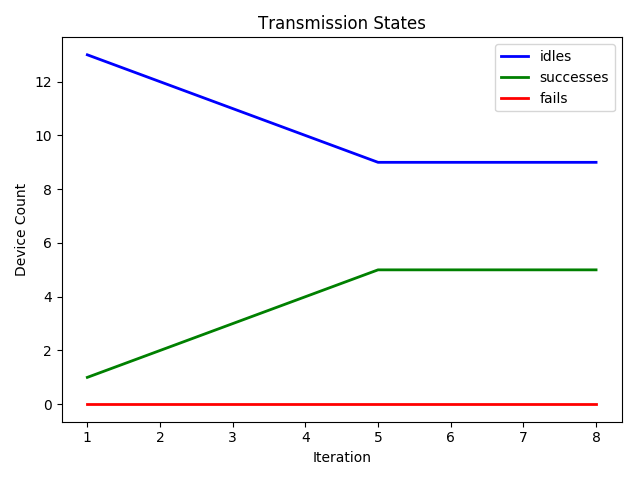 Transmission States
idles
successes
fails
Device Count
12
10
8
6
4
2
0
1 2 3 4 5 6 7 8
Iteration